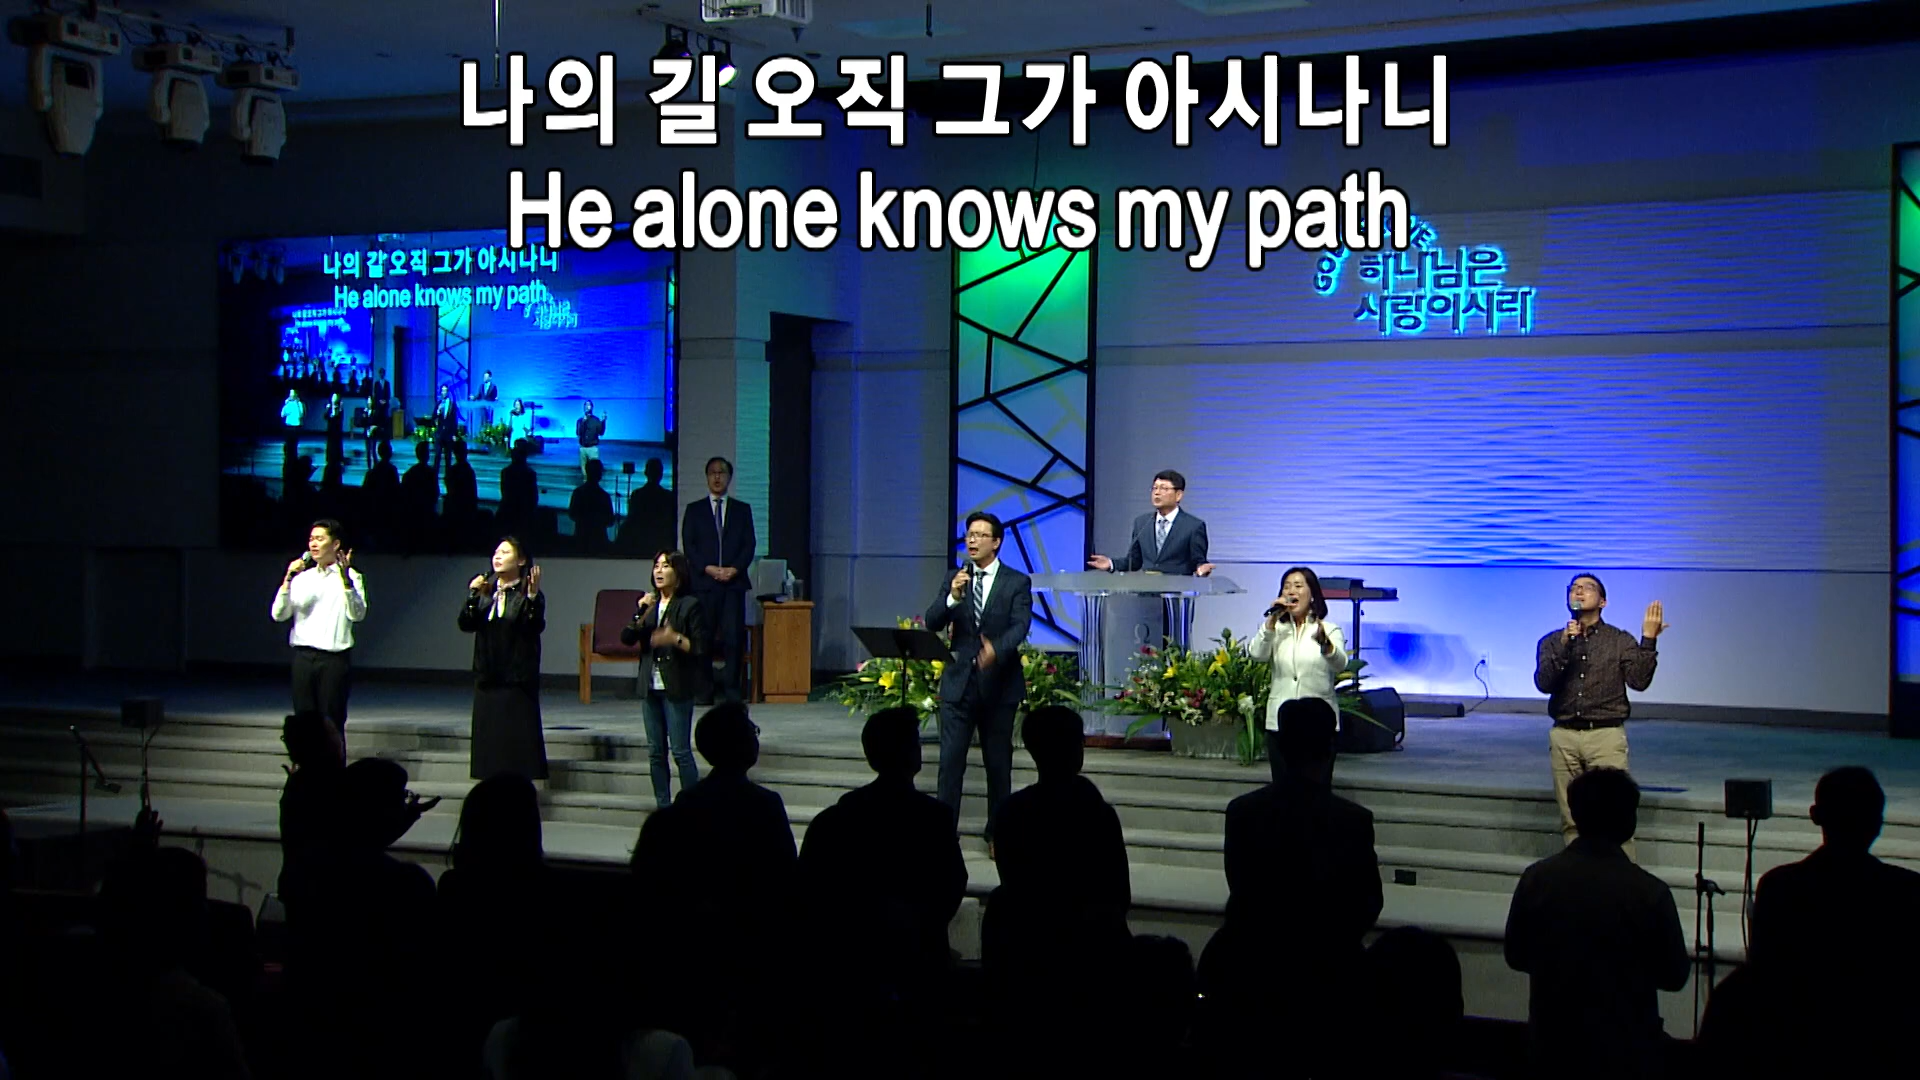 나의 길 오직 그가 아시나니
He alone knows my path
나의 길 오직 그가 아시나니
He alone knows my path
하나님은
사랑이시라